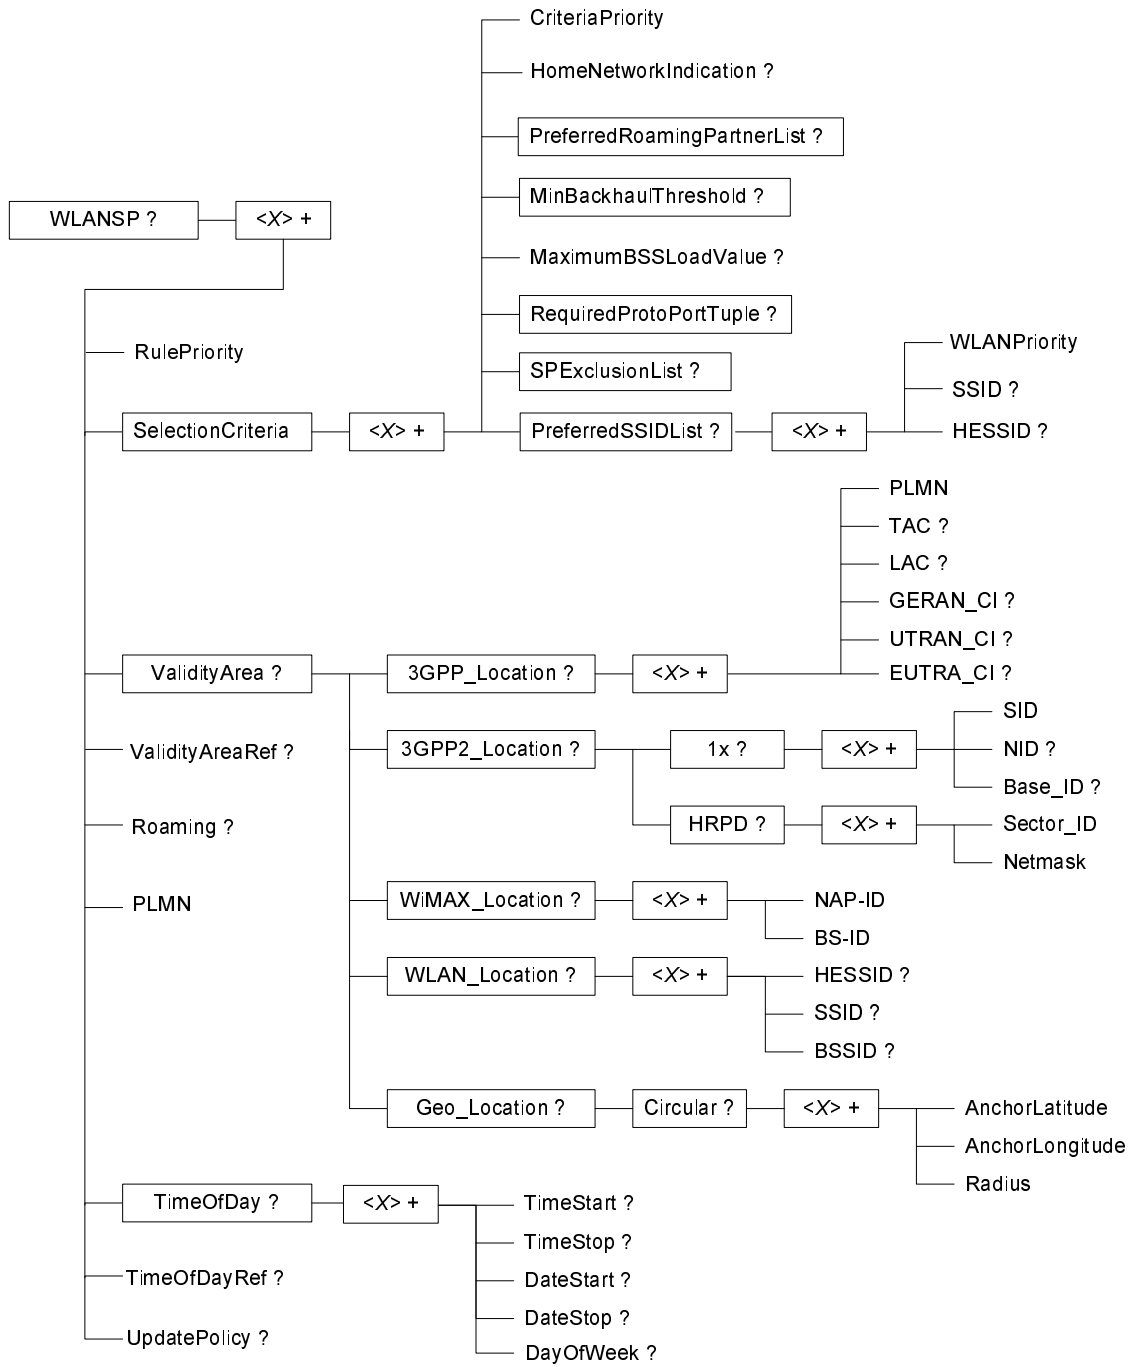 CriteriaPriority
HomeNetworkIndication ?
PreferredRoamingPartnerList ?
MinBackhaulThreshold ?
WLANSP ?
<X> +
MaximumBSSLoadValue ?
RequiredProtoPortTuple ?
RulePriority
SPExclusionList ?
WLANPriority
SSID ?
SelectionCriteria
<X> +
PreferredSSIDList ?
<X> +
HESSID ?
PLMN
TAC ?
LAC ?
GERAN_CI ?
UTRAN_CI ?
ValidityArea ?
3GPP_Location ?
<X> +
EUTRA_CI ?
SID
ValidityAreaRef ?
3GPP2_Location ?
1x ?
<X> +
NID ?
Base_ID ?
Roaming ?
HRPD ?
<X> +
Sector_ID
Netmask
PLMN
WiMAX_Location ?
<X> +
NAP-ID
BS-ID
WLAN_Location ?
<X> +
HESSID ?
SSID ?
BSSID ?
Geo_Location ?
Circular ?
<X> +
AnchorLatitude
AnchorLongitude
Radius
TimeOfDay ?
<X> +
TimeStart ?
TimeStop ?
TimeOfDayRef ?
DateStart ?
DateStop ?
UpdatePolicy ?
DayOfWeek ?